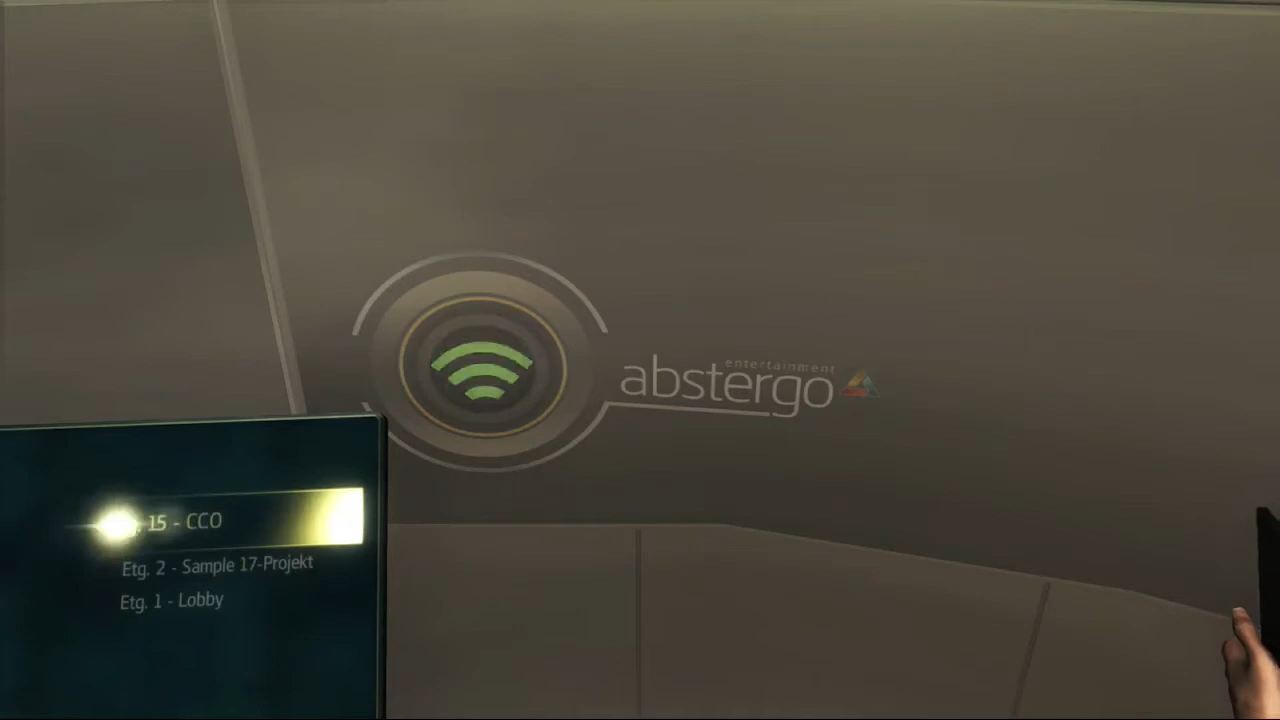 entertainment
abstergo
15 - CCO
Etg. 2 - Sample 17-Projekt
Etg. 1 - Lobby